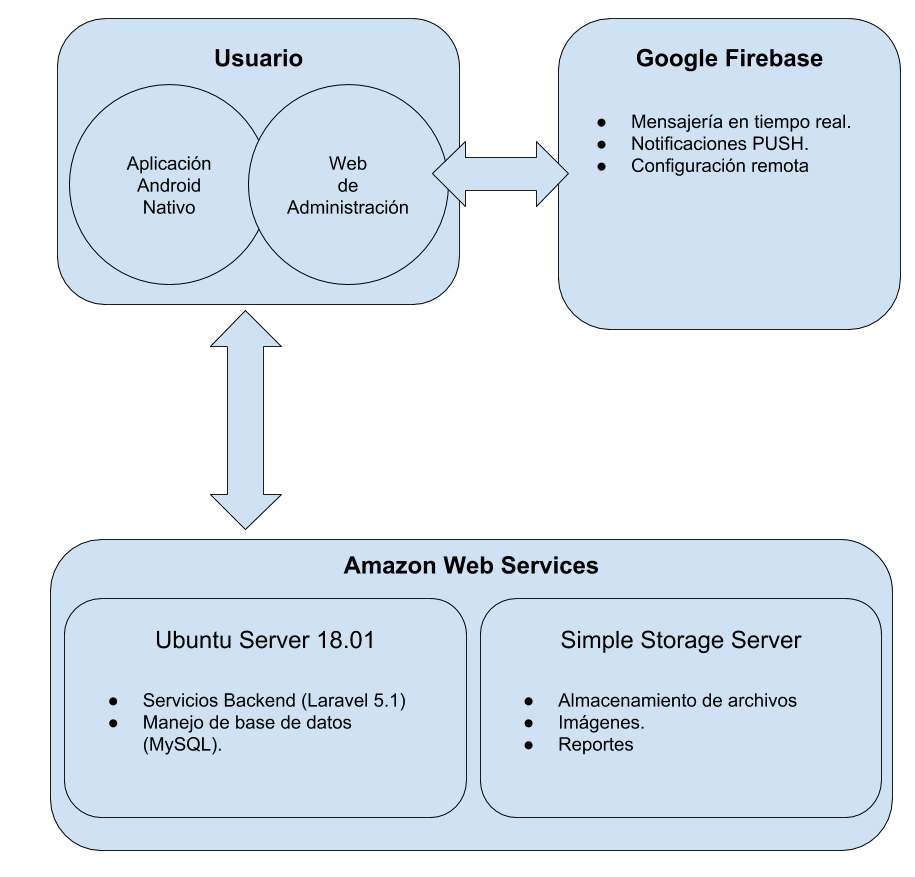 Usuario
Aplicación
Android
Nativo
Web
de
Administración
Google Firebase
● Mensajería en tiempo real.
● Notificaciones PUSH.
● Configuración remota
Amazon Web Services
Ubuntu Server 18.01
● Servicios Backend (Laravel 5.1)
● Manejo de base de datos
(MySQL).
Simple Storage Server
● Almacenamiento de archivos
● Imágenes.
● Reportes